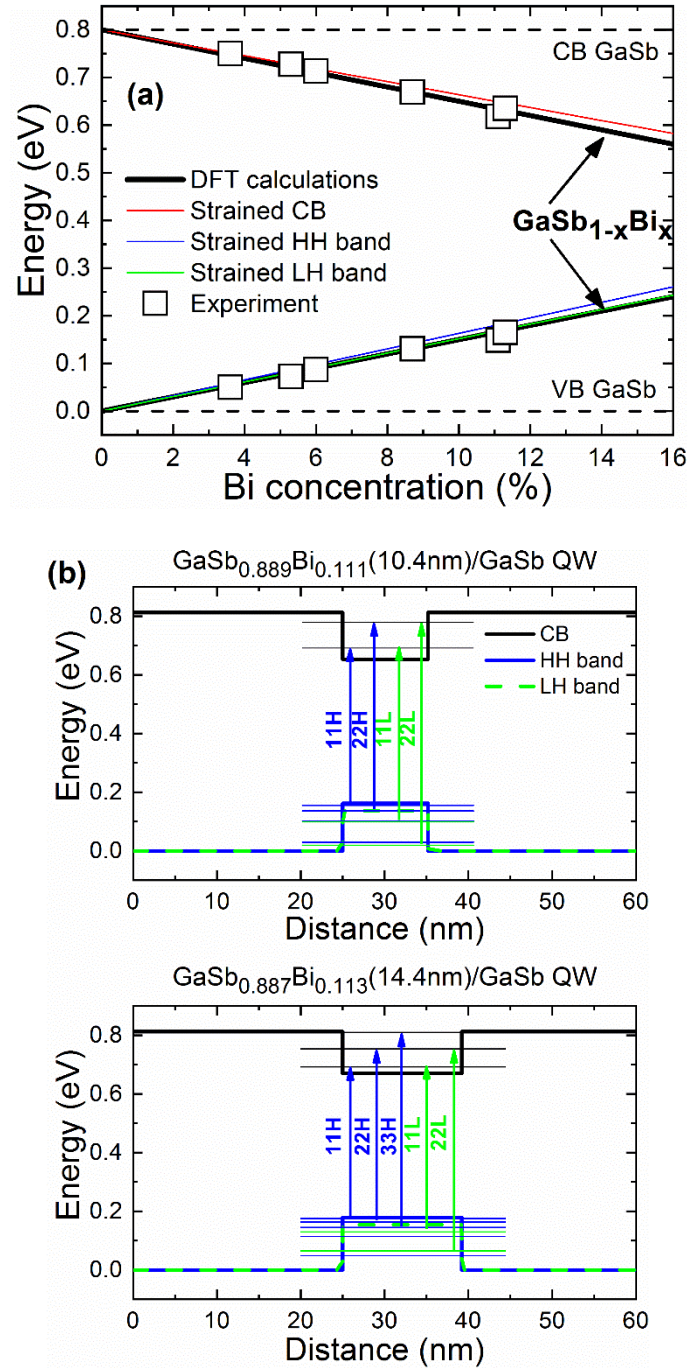 (a)
CB GaSb
DFT calculations
Strained CB
Strained HH band
Strained LH band
Experiment
GaSb1-xBix
VB GaSb
Energy (eV)
0.8
0.7
0.6
0.5
0.4
0.3
0.2
0.1
0.0
0 2 4 6 8 10 12 14 16
Bi concentration (%)
(b)
GaSb0.889Bi0.111(10.4nm)/GaSb QW
Energy (eV)
0.8
0.6
0.4
0.2
0.0
CB
HH band
LH band
11H
22H
11L
22L
0 10 20 30 40 50 60
Distance (nm)
GaSb0.887Bi0.113(14.4nm)/GaSb QW
Energy (eV)
0.8
0.6
0.4
0.2
0.0
11H
22H
33H
11L
22L
0 10 20 30 40 50 60
Distance (nm)